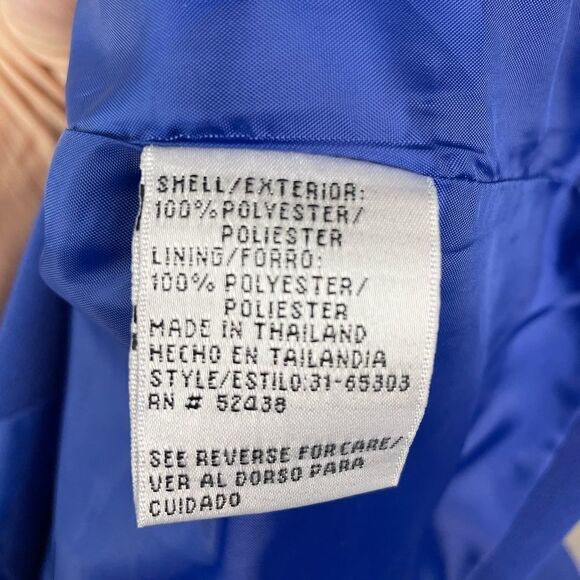 SHELL/EXTERIOR:
100% POLYESTER/
POLIESTER
LINING/FORRO:
100% POLYESTER/
POLIESTER
MADE IN THAILAND
HECHO EN TAILANDIA
STYLE/ESTILO:31-65303
RN # 52438
SEE REVERSE FOR CARE/
VER AL DORSO PARA
CUIDADO